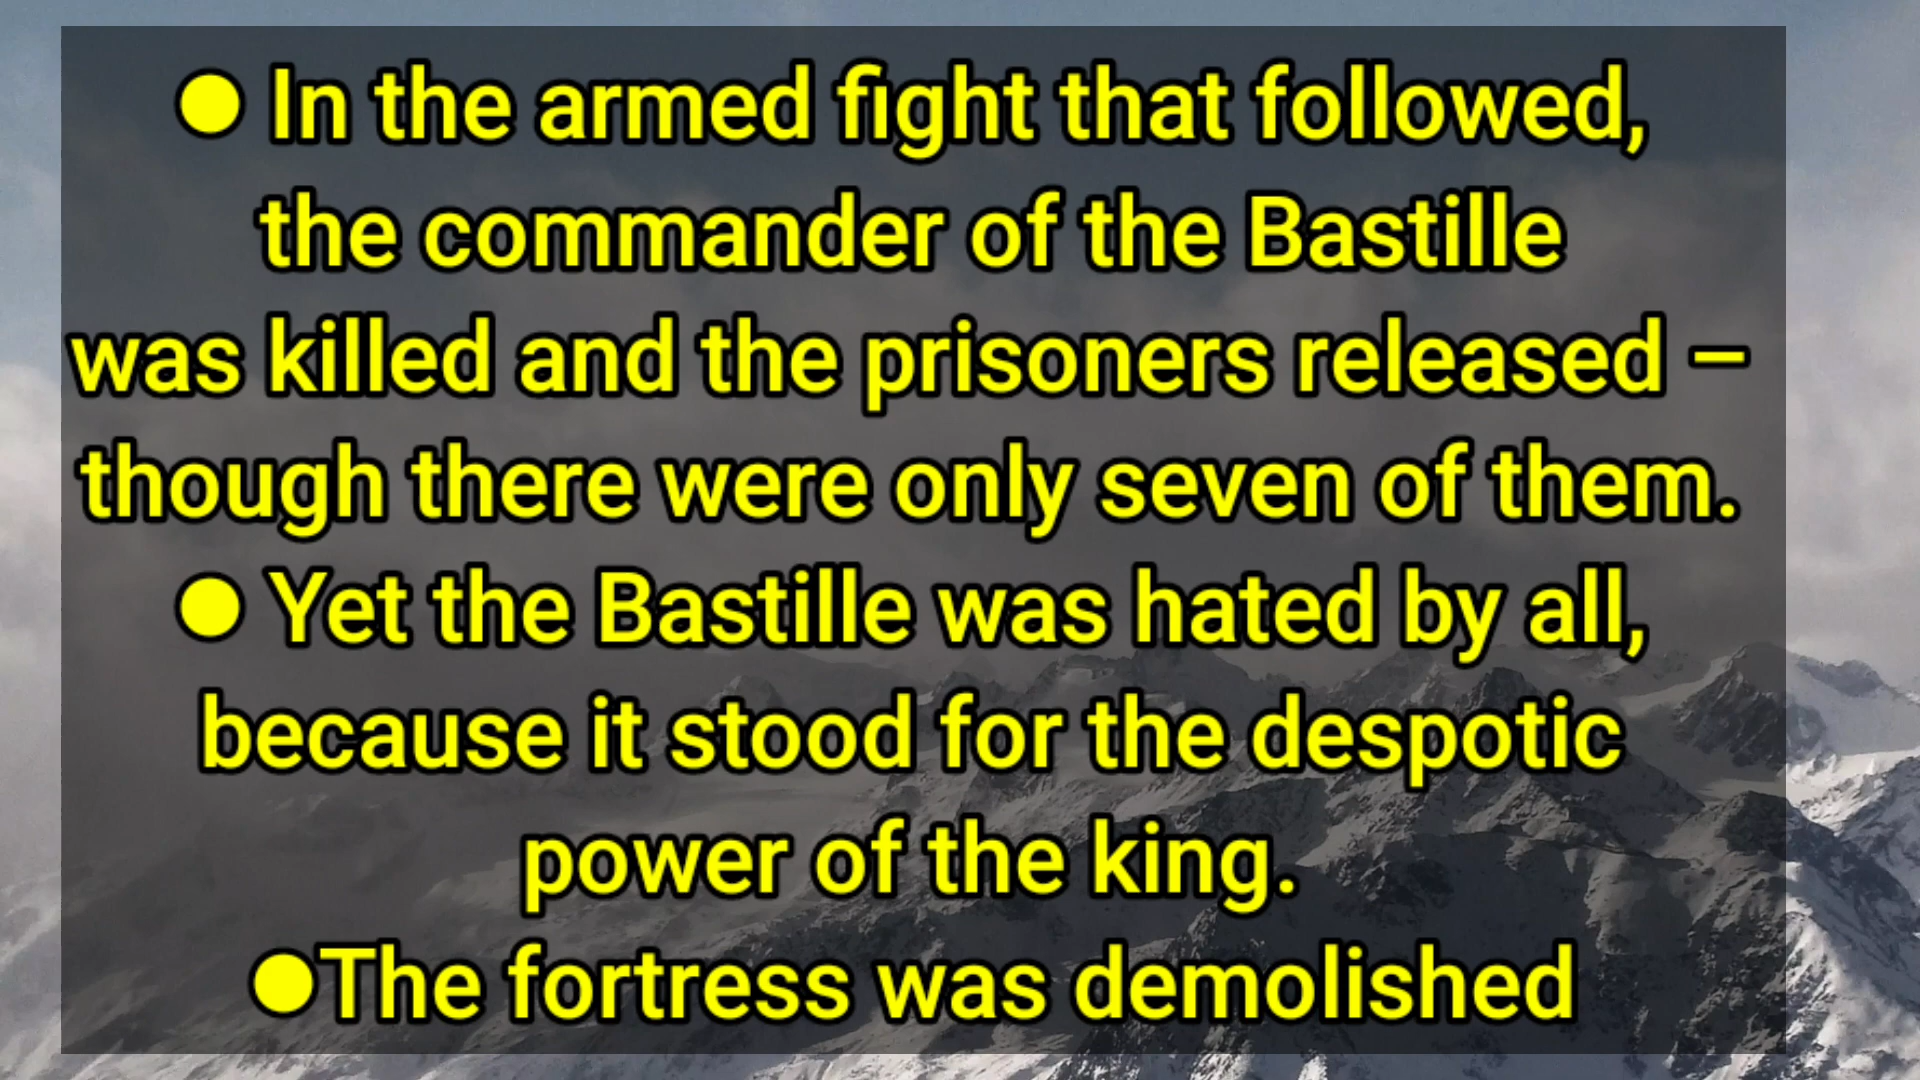 ● In the armed fight that followed,
the commander of the Bastille
was killed and the prisoners released –
though there were only seven of them.
● Yet the Bastille was hated by all,
because it stood for the despotic
power of the king.
●The fortress was demolished